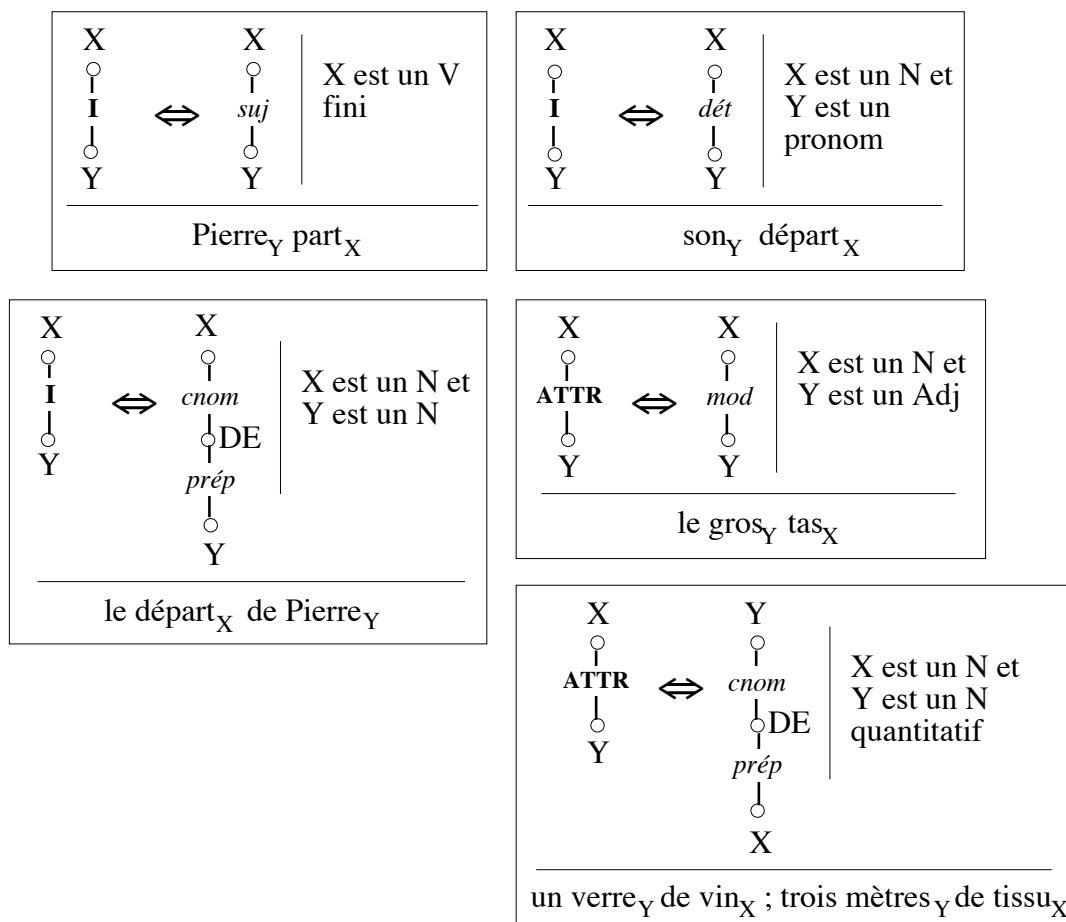 X X
X est un V
I ⇔ suj fini
Y Y
Pierre_Y part_X
X X
X est un N et
I ⇔ dét Y est un
pronom
Y Y
son_Y départ_X
X X
X est un N et
I ⇔ cnom Y est un N
Y DE
prép
Y
le départ_X de Pierre_Y
X X
X est un N et
ATTR ⇔ mod Y est un Adj
Y Y
le gros_Y tas_X
X Y
X est un N et
ATTR ⇔ cnom Y est un N
Y DE quantitatif
prép
X
un verre_Y de vin_X ; trois mètres_Y de tissu_X